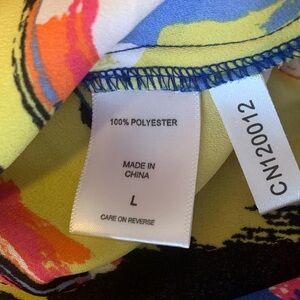 100% POLYESTER
MADE IN
CHINA
L
CARE ON REVERSE
CN120012